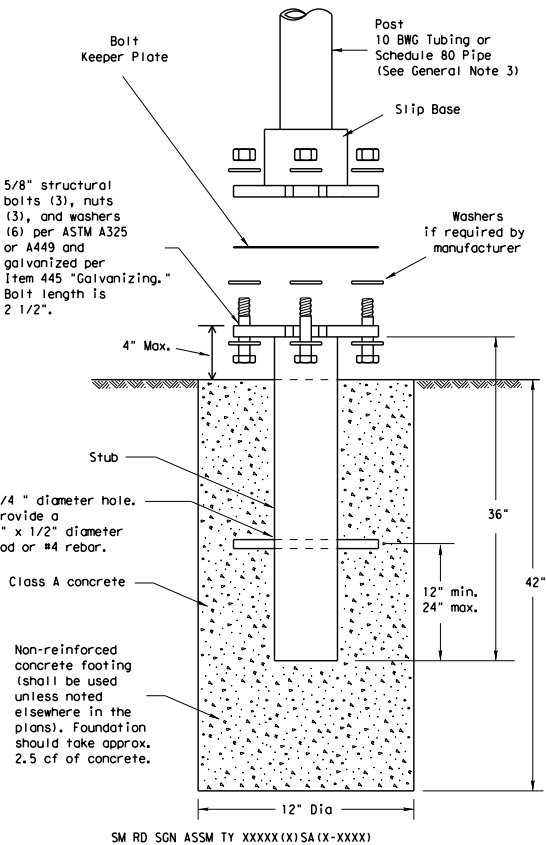 Post
10 BWG Tubing or
Schedule 80 Pipe
(See General Note 3)
Bolt
Keeper Plate
Slip Base
5/8" structural
bolts (3), nuts
(3), and washers
(6) per ASTM A325
or A449 and
galvanized per
Item 445 "Galvanizing."
Bolt length is
2 1/2".
Washers
if required by
manufacturer
4" Max.
Stub
/4 " diameter hole.
rovide a
" x 1/2" diameter
od or #4 rebar.
36"
42"
12" min.
24" max.
Class A concrete
Non-reinforced
concrete footing
(shall be used
unless noted
elsewhere in the
plans). Foundation
should take approx.
2.5 cf of concrete.
12" Dia
SM RD SGN ASSM TY XXXXX(X)SA(X-XXXX)